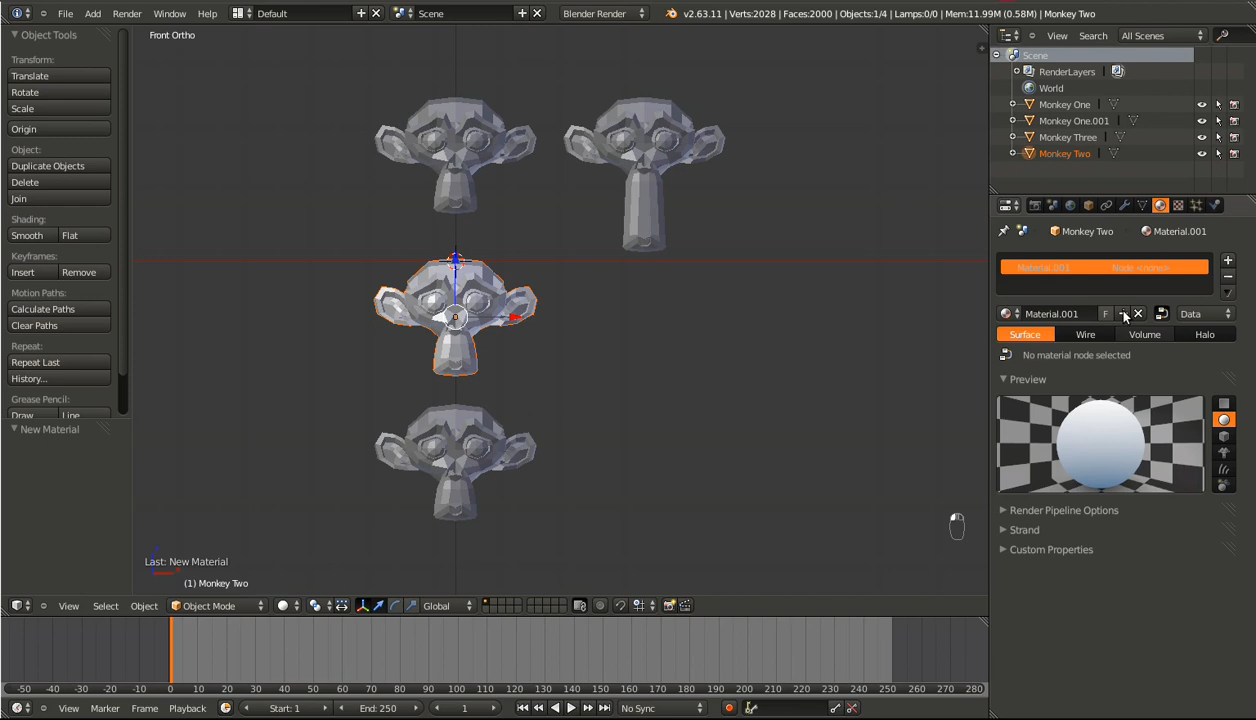 File Add Render Window Help Default Scene Blender Render v2.63.11 | Verts:2028 | Faces:2000 | Objects:1/4 | Lamps:0/0 | Mem:11.99M (0.58M) | Monkey Two
Object Tools
Transform:
Translate
Rotate
Scale
Origin
Object:
Duplicate Objects
Delete
Join
Shading:
Smooth Flat
Keyframes:
Insert Remove
Motion Paths:
Calculate Paths
Clear Paths
Repeat:
Repeat Last
History...
Grease Pencil:
Draw Line
New Material
Front Ortho
Last: New Material
(1) Monkey Two
View Select Object Object Mode Global
-50 -40 -30 -20 -10 0 10 20 30 40 50 60 70 80 90 100 110 120 130 140 150 160 170 180 190 200 210 220 230 240 250 260 270 280
View Marker Frame Playback Start: 1 End: 250 1 No Sync
View Search All Scenes
Scene
RenderLayers
World
Monkey One
Monkey One.001
Monkey Three
Monkey Two
Monkey Two Material.001
Material.001 Node <none>
Material.001 F Data
Surface Wire Volume Halo
No material node selected
Preview
Render Pipeline Options
Strand
Custom Properties